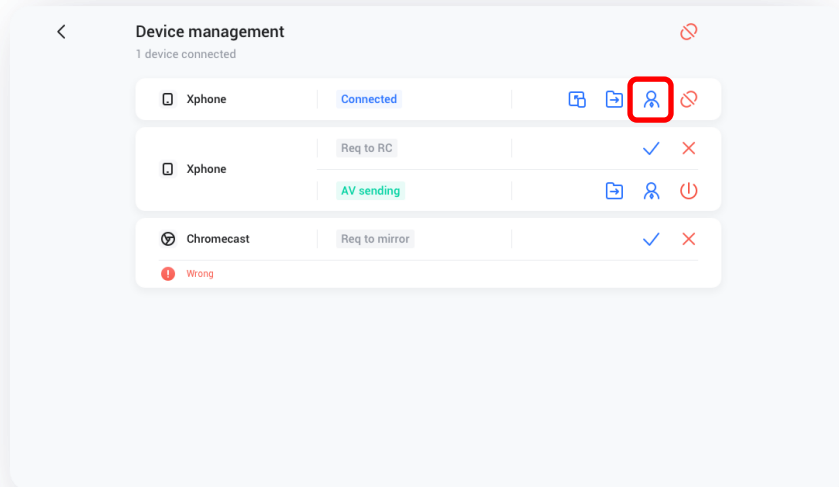 Device management
1 device connected
Xphone
Connected
Req to RC
Xphone
AV sending
Chromecast
Req to mirror
Wrong